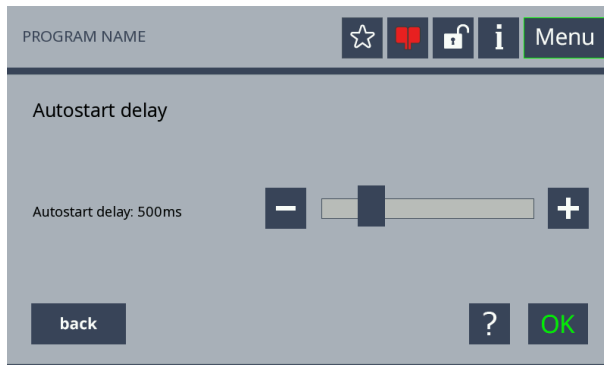 PROGRAM NAME
i
Menu
Autostart delay
Autostart delay: 500ms
− +
back
?
OK